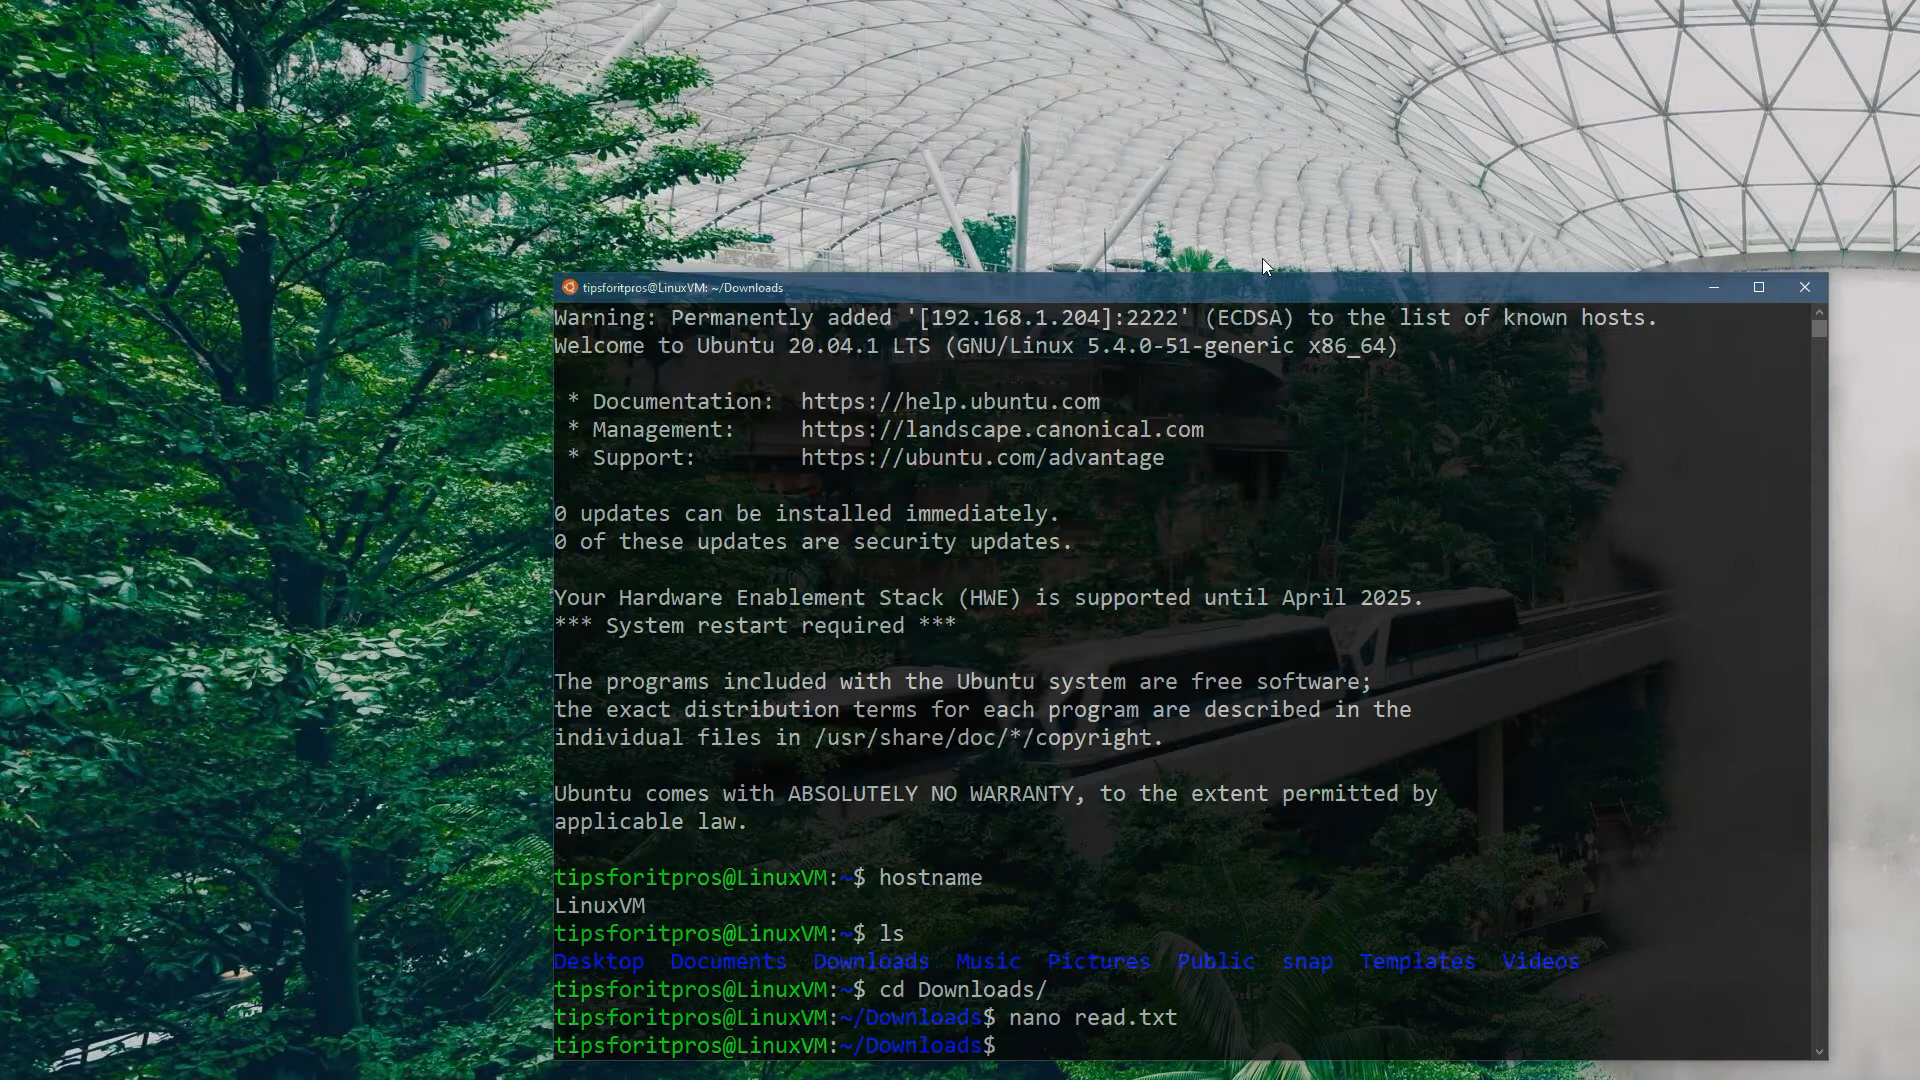 tipsforitpros@LinuxVM: ~/Downloads
Warning: Permanently added '[192.168.1.204]:2222' (ECDSA) to the list of known hosts.
Welcome to Ubuntu 20.04.1 LTS (GNU/Linux 5.4.0-51-generic x86_64)
* Documentation:  https://help.ubuntu.com
* Management:     https://landscape.canonical.com
* Support:        https://ubuntu.com/advantage
0 updates can be installed immediately.
0 of these updates are security updates.
Your Hardware Enablement Stack (HWE) is supported until April 2025.
*** System restart required ***
The programs included with the Ubuntu system are free software;
the exact distribution terms for each program are described in the
individual files in /usr/share/doc/*/copyright.
Ubuntu comes with ABSOLUTELY NO WARRANTY, to the extent permitted by
applicable law.
tipsforitpros@LinuxVM:~$ hostname
LinuxVM
tipsforitpros@LinuxVM:~$ ls
Desktop  Documents  Downloads  Music  Pictures  Public  snap  Templates  Videos
tipsforitpros@LinuxVM:~$ cd Downloads/
tipsforitpros@LinuxVM:~/Downloads$ nano read.txt
tipsforitpros@LinuxVM:~/Downloads$